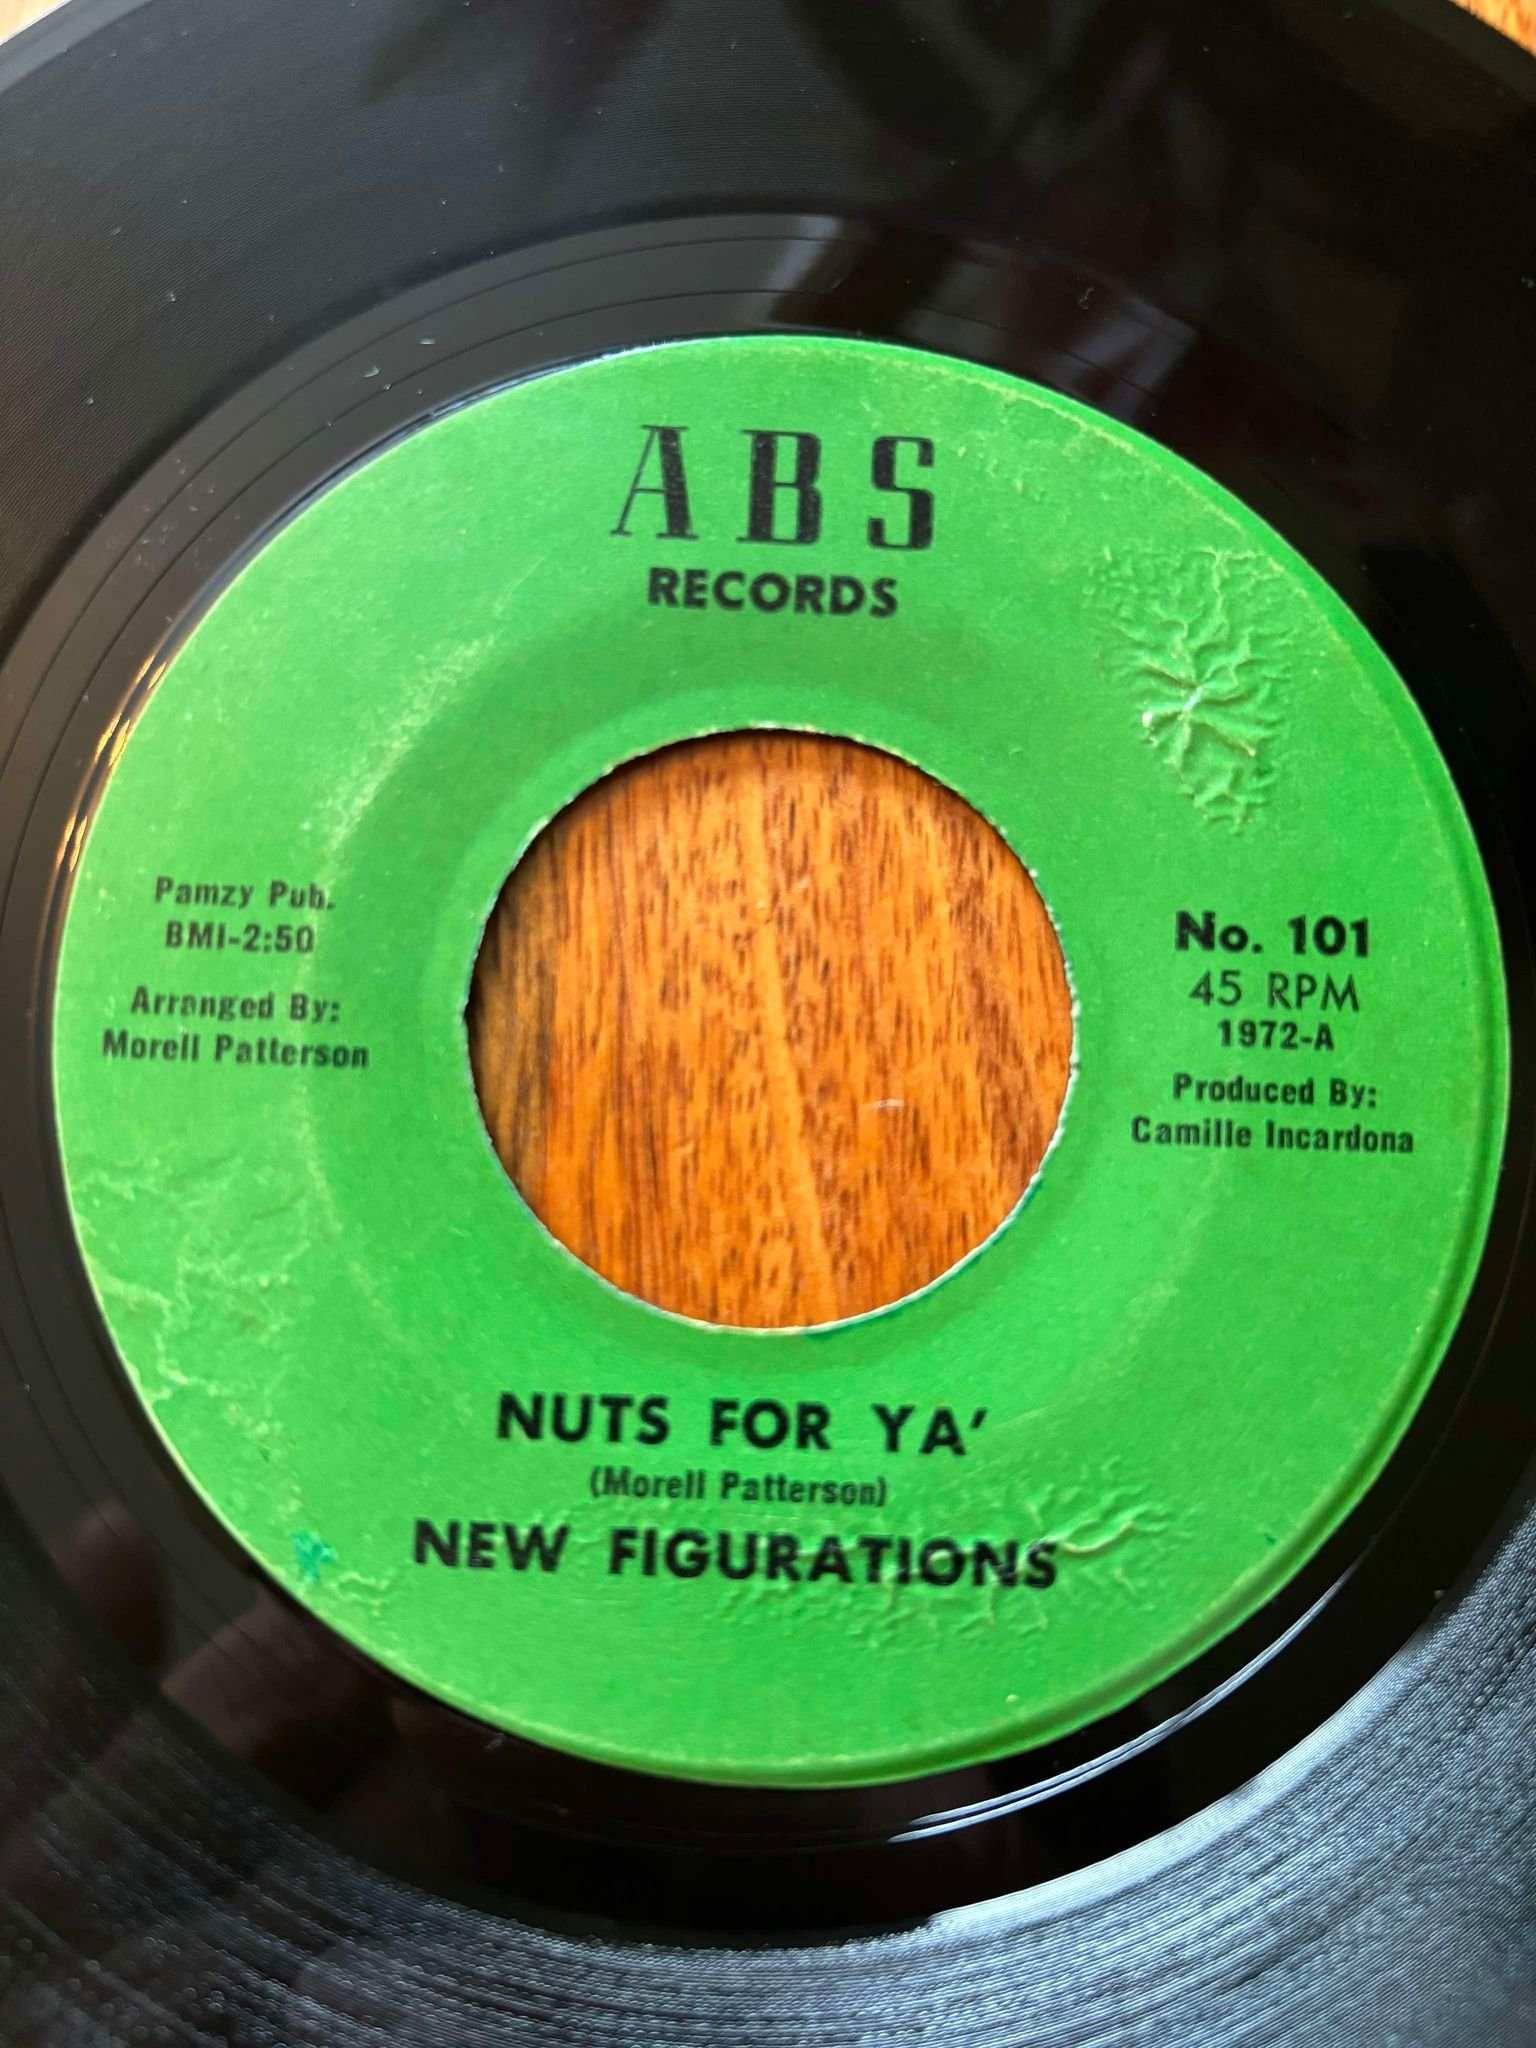 ABS
RECORDS
Pamzy Pub.
BMI-2:50
Arranged By:
Morell Patterson
No. 101
45 RPM
1972-A
Produced By:
Camille Incardona
NUTS FOR YA'
(Morell Patterson)
NEW FIGURATIONS